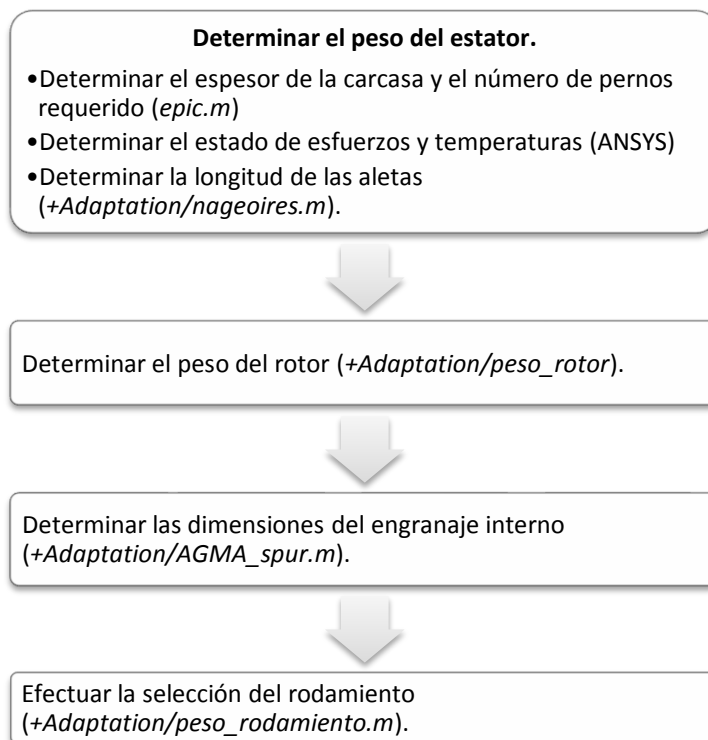 Determinar el peso del estator.
•Determinar el espesor de la carcasa y el número de pernos
requerido (epic.m)
•Determinar el estado de esfuerzos y temperaturas (ANSYS)
•Determinar la longitud de las aletas
(+Adaptation/nageoires.m).
Determinar el peso del rotor (+Adaptation/peso_rotor).
Determinar las dimensiones del engranaje interno
(+Adaptation/AGMA_spur.m).
Efectuar la selección del rodamiento
(+Adaptation/peso_rodamiento.m).